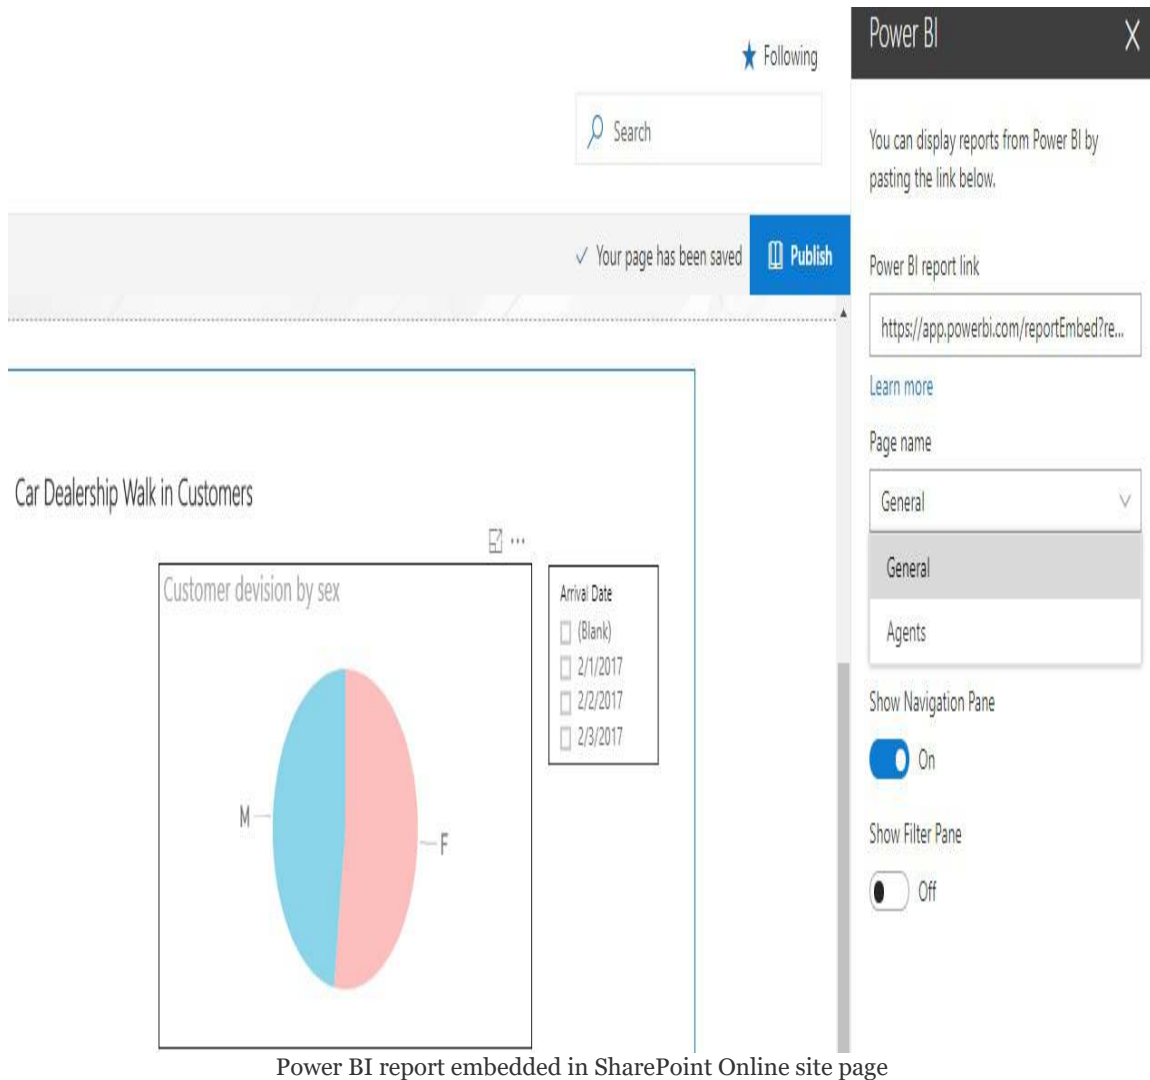 Power BI
Following
Search
You can display reports from Power BI by
pasting the link below.
Your page has been saved
Publish
Power BI report link
https://app.powerbi.com/reportEmbed?re...
Learn more
Page name
General
General
Agents
Show Navigation Pane
On
Show Filter Pane
Off
Car Dealership Walk in Customers
Customer devision by sex
M
F
Arrival Date
(Blank)
2/1/2017
2/2/2017
2/3/2017
Power BI report embedded in SharePoint Online site page